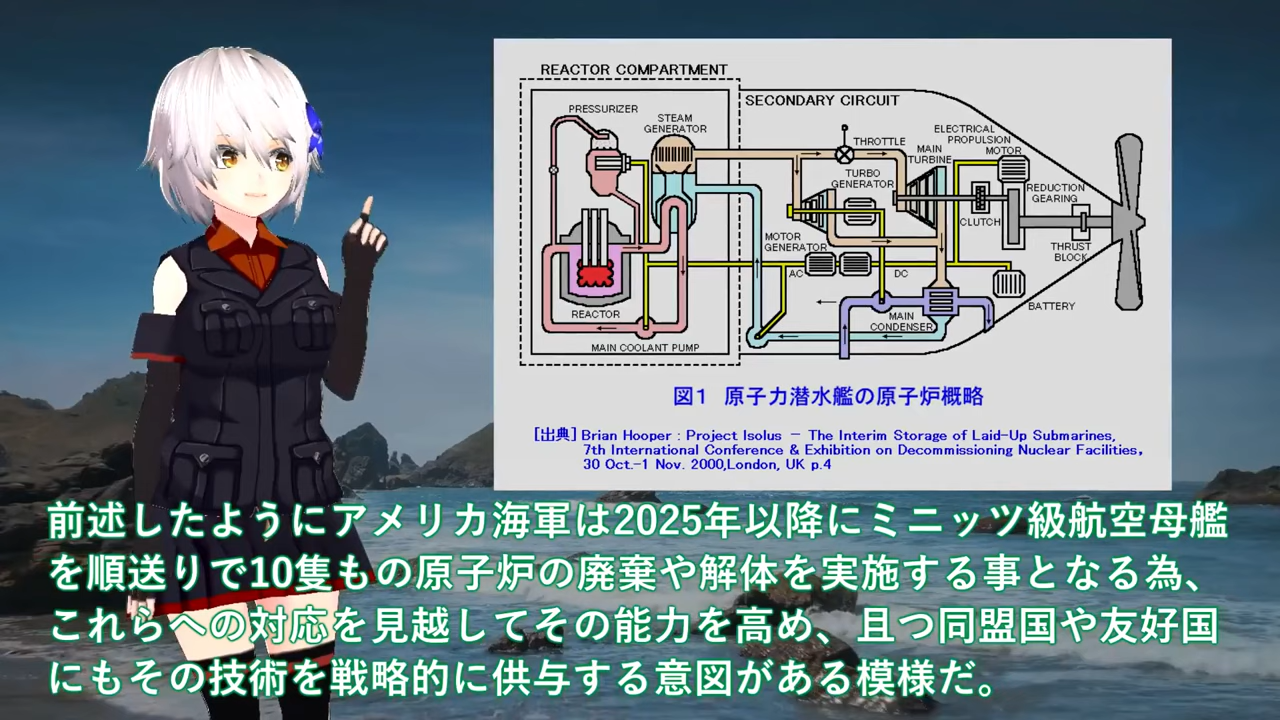 REACTOR COMPARTMENT
SECONDARY CIRCUIT
PRESSURIZER
STEAM
GENERATOR
THROTTLE
ELECTRICAL
PROPULSION
MOTOR
MAIN
TURBINE
TURBO
GENERATOR
REDUCTION
GEARING
CLUTCH
MOTOR
GENERATOR
THRUST
BLOCK
AC
DC
REACTOR
BATTERY
MAIN
CONDENSER
MAIN COOLANT PUMP
図1 原子力潜水艦の原子炉概略
[出典] Brian Hooper : Project Isolus － The Interim Storage of Laid-Up Submarines,
7th International Conference & Exhibition on Decommissioning Nuclear Facilities,
30 Oct.-1 Nov. 2000,London, UK p.4
前述したようにアメリカ海軍は2025年以降にミニッツ級航空母艦
を順送りで10隻もの原子炉の廃棄や解体を実施する事となる為、
これらへの対応を見越してその能力を高め、且つ同盟国や友好国
にもその技術を戦略的に供与する意図がある模様だ。